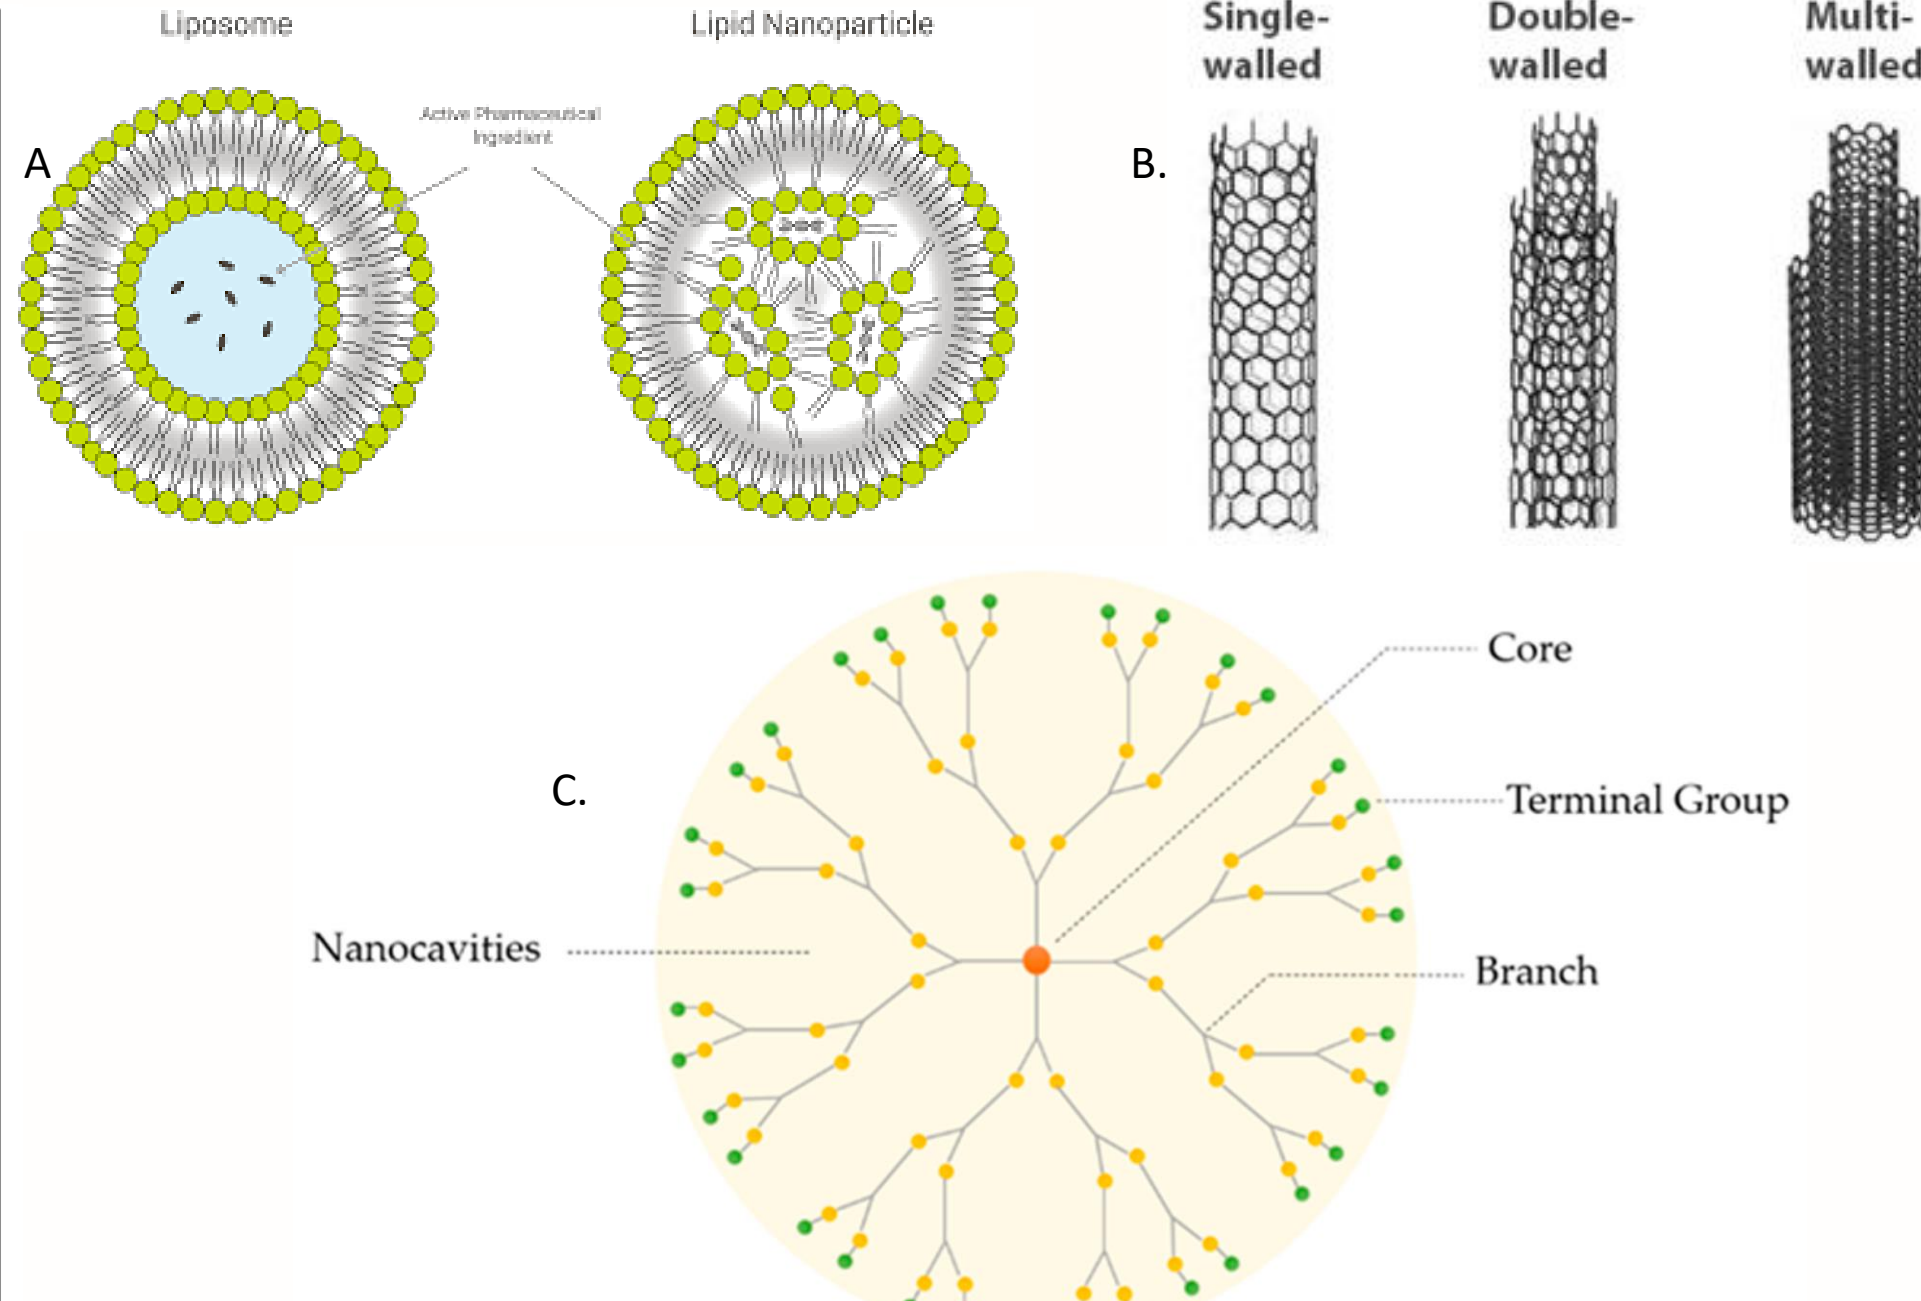 Liposome
Lipid Nanoparticle
Active Pharmaceutical
Ingredient
A
B.
Single-
walled
Double-
walled
Multi-
walled
C.
Core
Terminal Group
Nanocavities
Branch